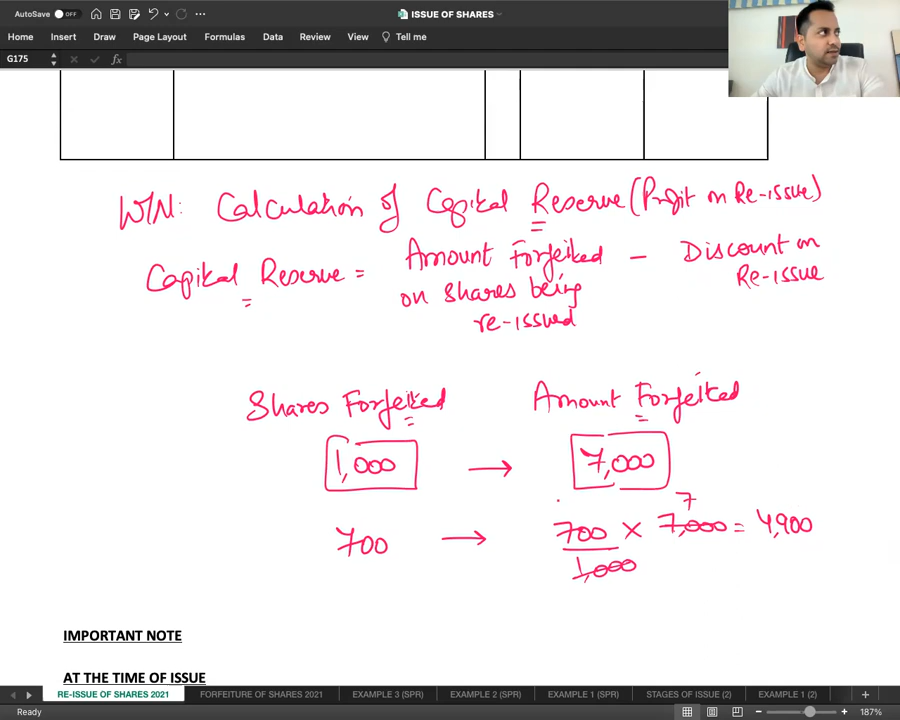 AutoSave OFF ISSUE OF SHARES
Home Insert Draw Page Layout Formulas Data Review View Tell me
G175 fx
W/N: Calculation of Capital Reserve (Profit on Re-issue)
Capital Reserve = Amount Forfeited − Discount on
on shares being Re-issue
re-issued
Shares Forfeited Amount Forfeited
1,000 → 7,000
7
700 → 700 × 7,000 = 4,900
1,000
IMPORTANT NOTE
AT THE TIME OF ISSUE
RE-ISSUE OF SHARES 2021 FORFEITURE OF SHARES 2021 EXAMPLE 3 (SPR) EXAMPLE 2 (SPR) EXAMPLE 1 (SPR) STAGES OF ISSUE (2) EXAMPLE 1 (2) +
Ready 187%